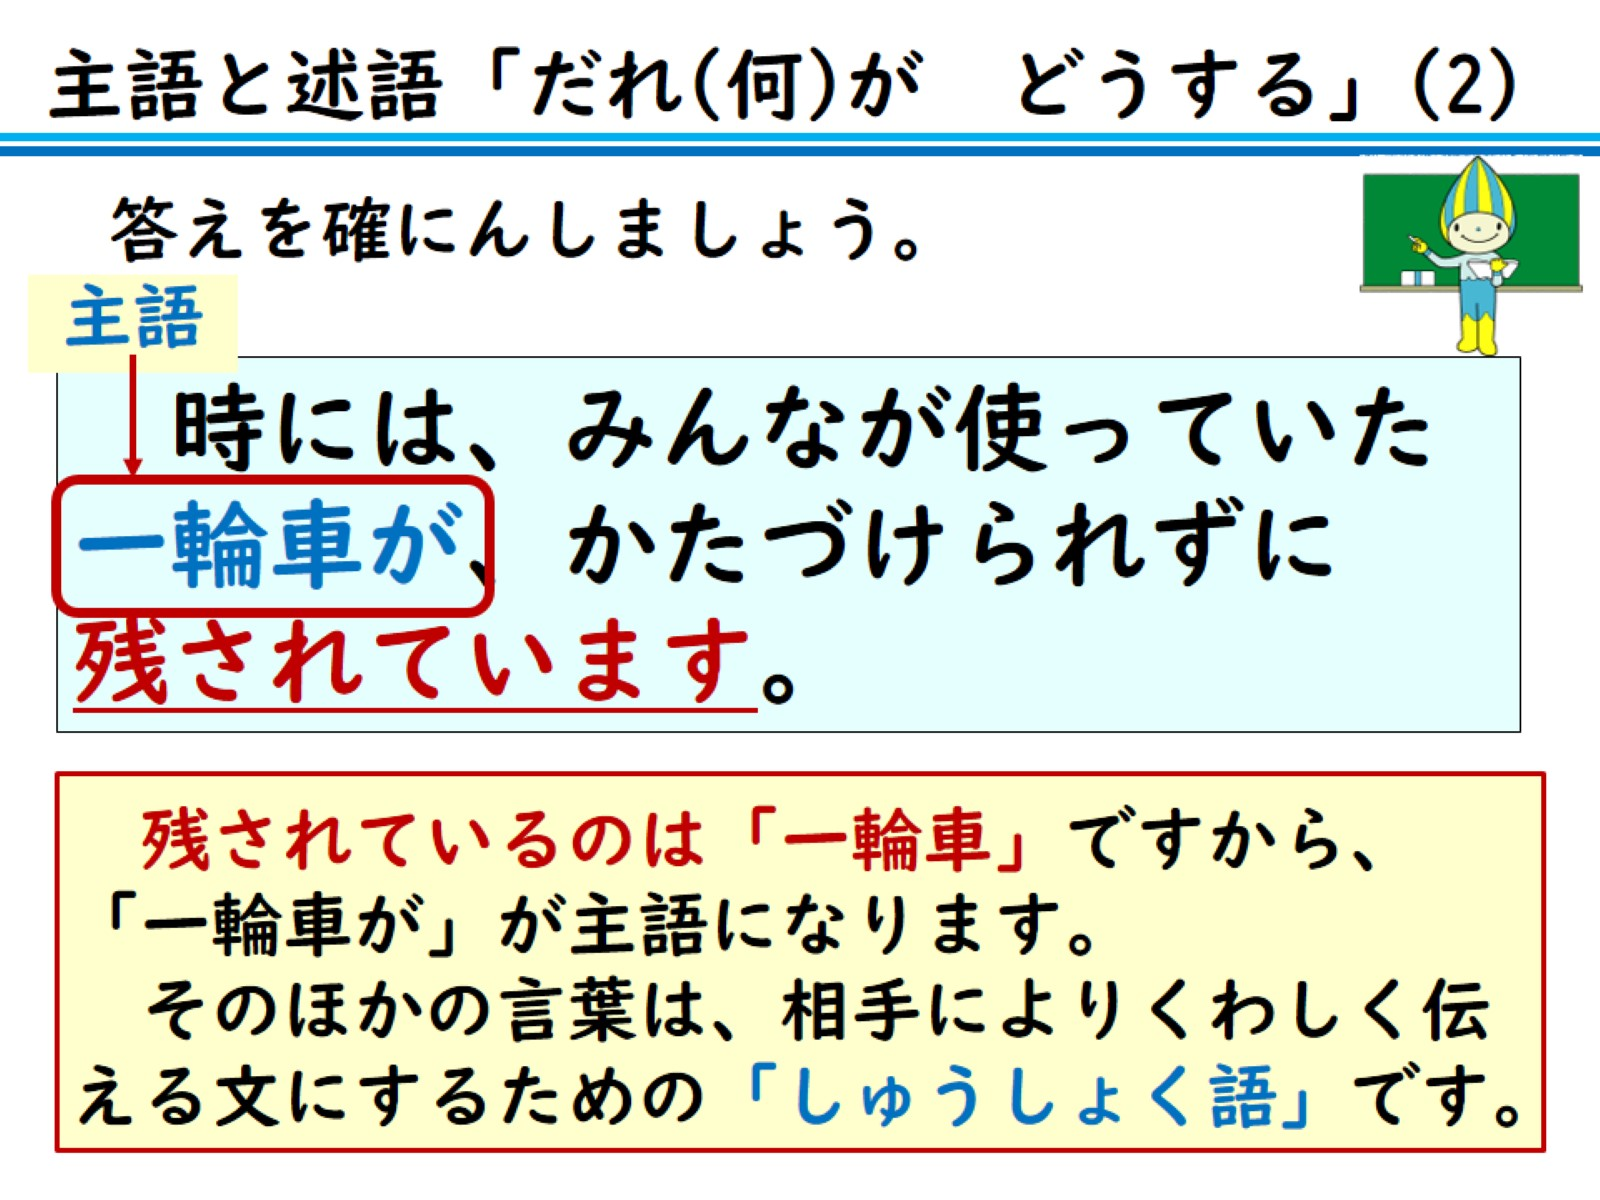 主語と述語「だれ(何)が　どうする」(2)
答えを確にんしましょう。
主語
時には、みんなが使っていた
一輪車が、かたづけられずに
残されています。
残されているのは「一輪車」ですから、
「一輪車が」が主語になります。
そのほかの言葉は、相手によりくわしく伝
える文にするための「しゅうしょく語」です。